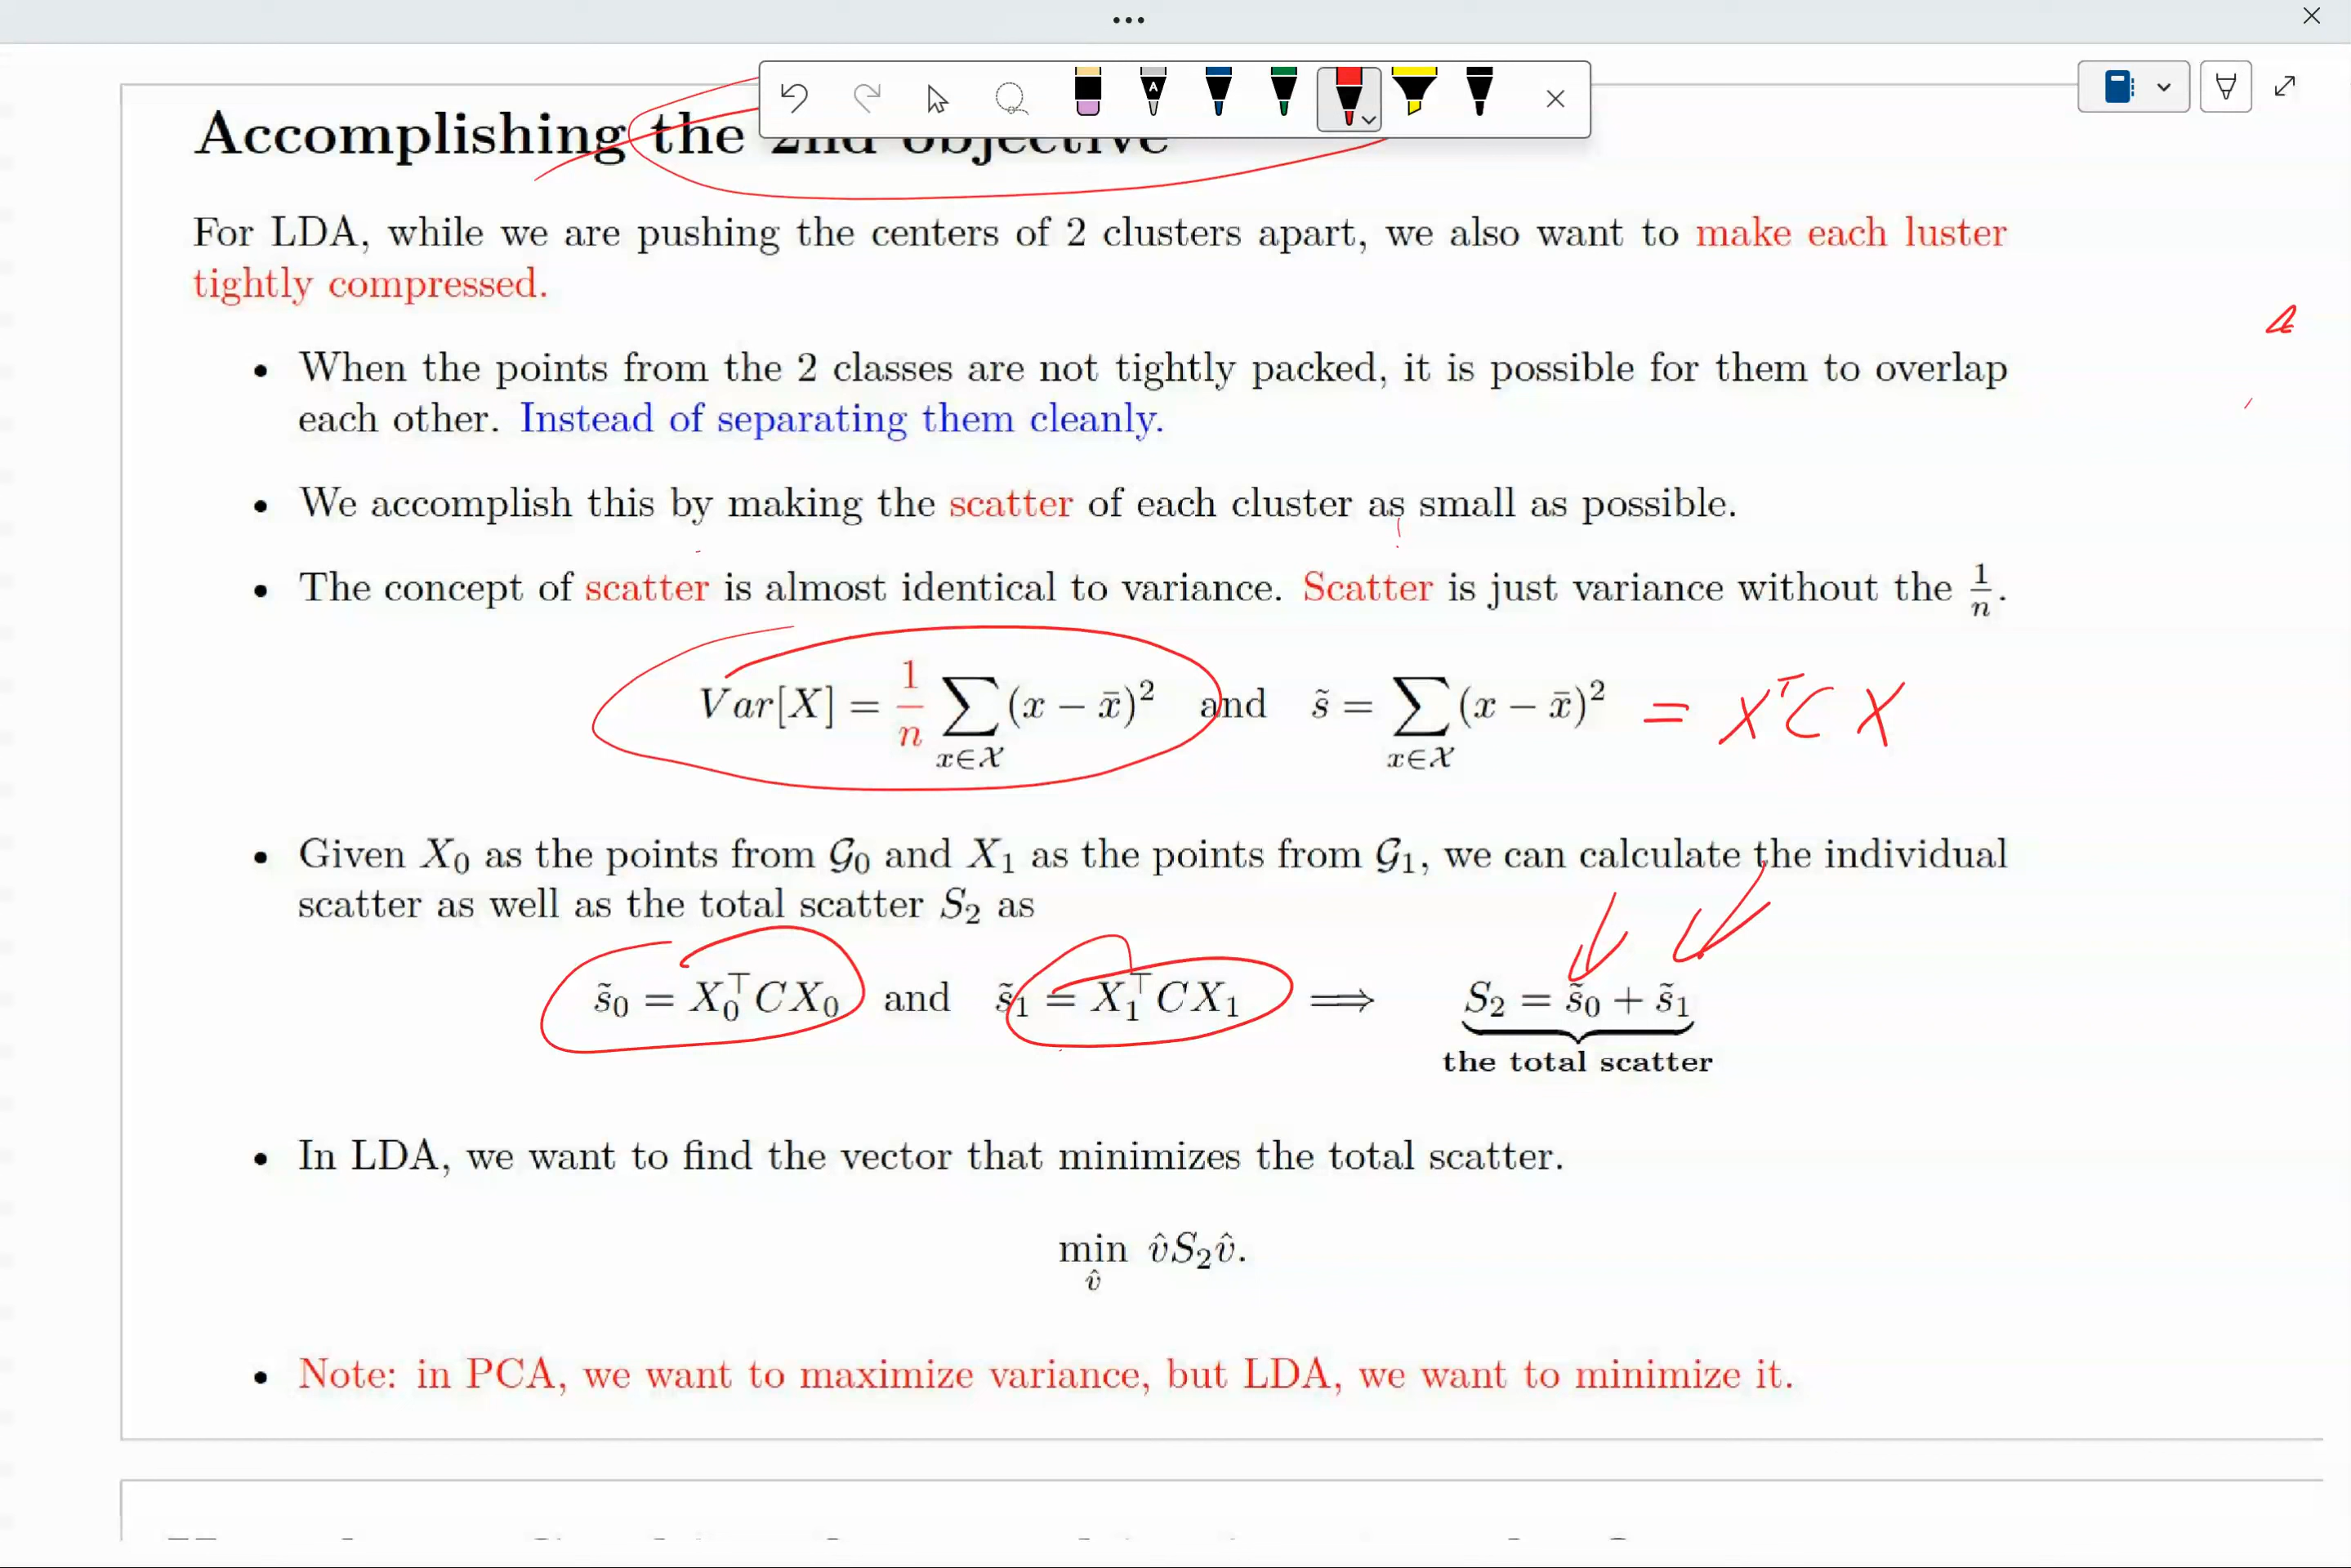 Accomplishing the 2nd objective
For LDA, while we are pushing the centers of 2 clusters apart, we also want to make each luster
tightly compressed.
• When the points from the 2 classes are not tightly packed, it is possible for them to overlap
each other. Instead of separating them cleanly.
• We accomplish this by making the scatter of each cluster as small as possible.
• The concept of scatter is almost identical to variance. Scatter is just variance without the 1/n.
Var[X] = 1/n ∑_{x∈𝒳} (x − x̄)² and s̃ = ∑_{x∈𝒳} (x − x̄)² = XᵀCX
• Given X₀ as the points from 𝒢₀ and X₁ as the points from 𝒢₁, we can calculate the individual
scatter as well as the total scatter S₂ as
s̃₀ = X₀⊤CX₀ and s̃₁ = X₁⊤CX₁ ⟹ S₂ = s̃₀ + s̃₁
the total scatter
• In LDA, we want to find the vector that minimizes the total scatter.
min_{v̂} v̂S₂v̂.
• Note: in PCA, we want to maximize variance, but LDA, we want to minimize it.